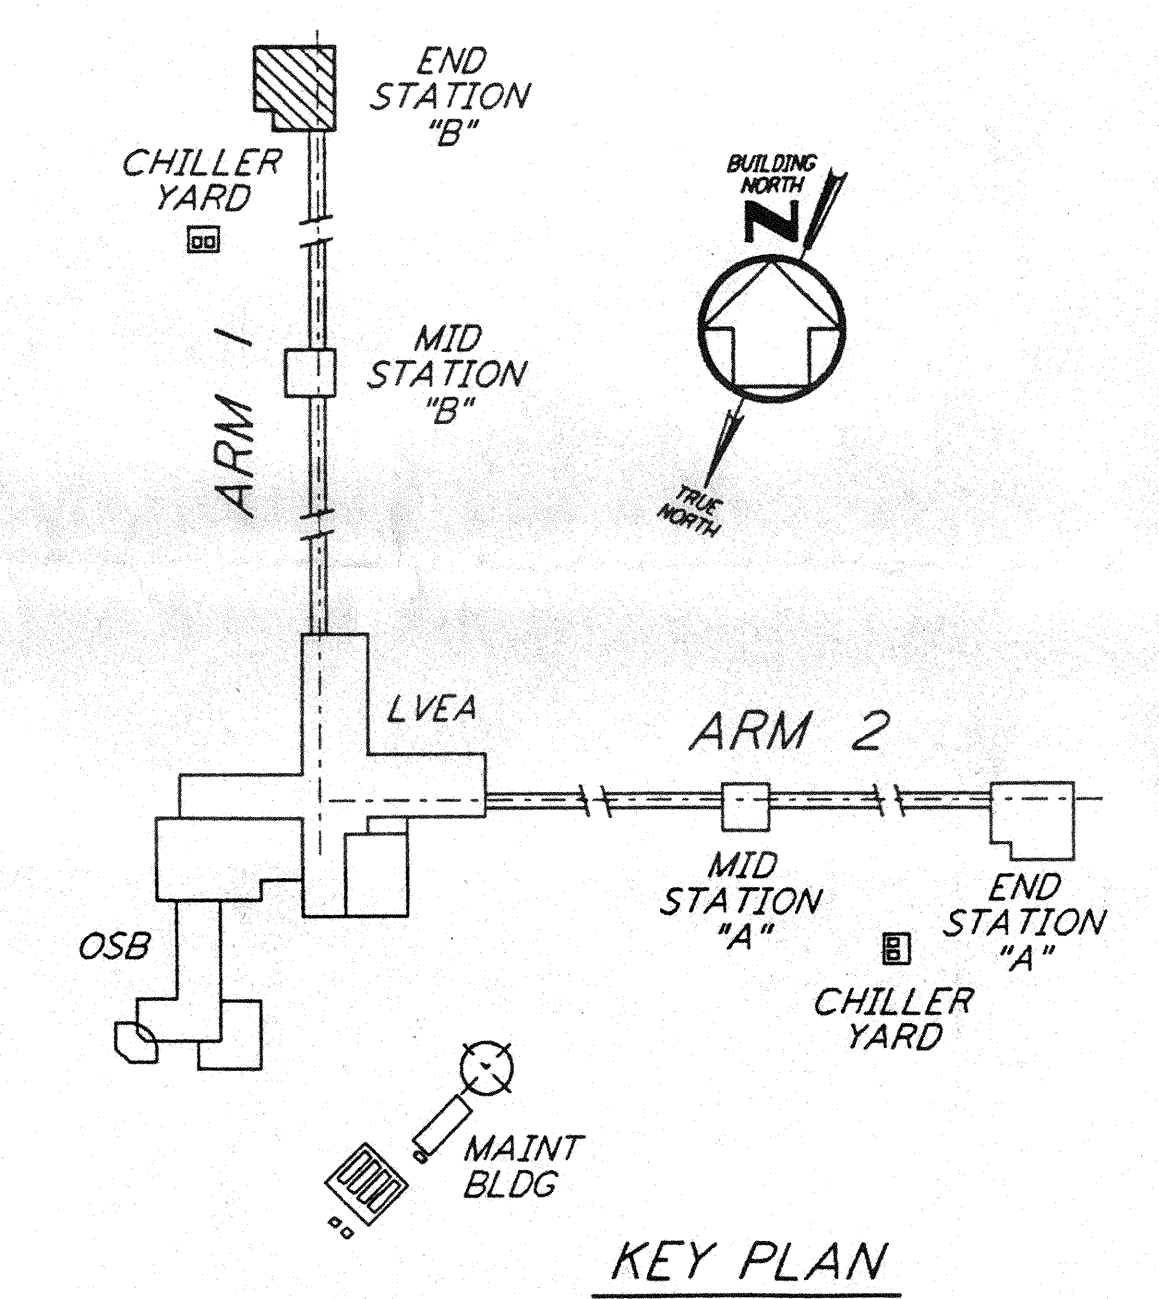 END
STATION
"B"
CHILLER
YARD
BUILDING
NORTH
N
MID
STATION
"B"
ARM 1
TRUE
NORTH
LVEA
ARM 2
MID
STATION
"A"
END
STATION
"A"
OSB
CHILLER
YARD
MAINT
BLDG
KEY PLAN